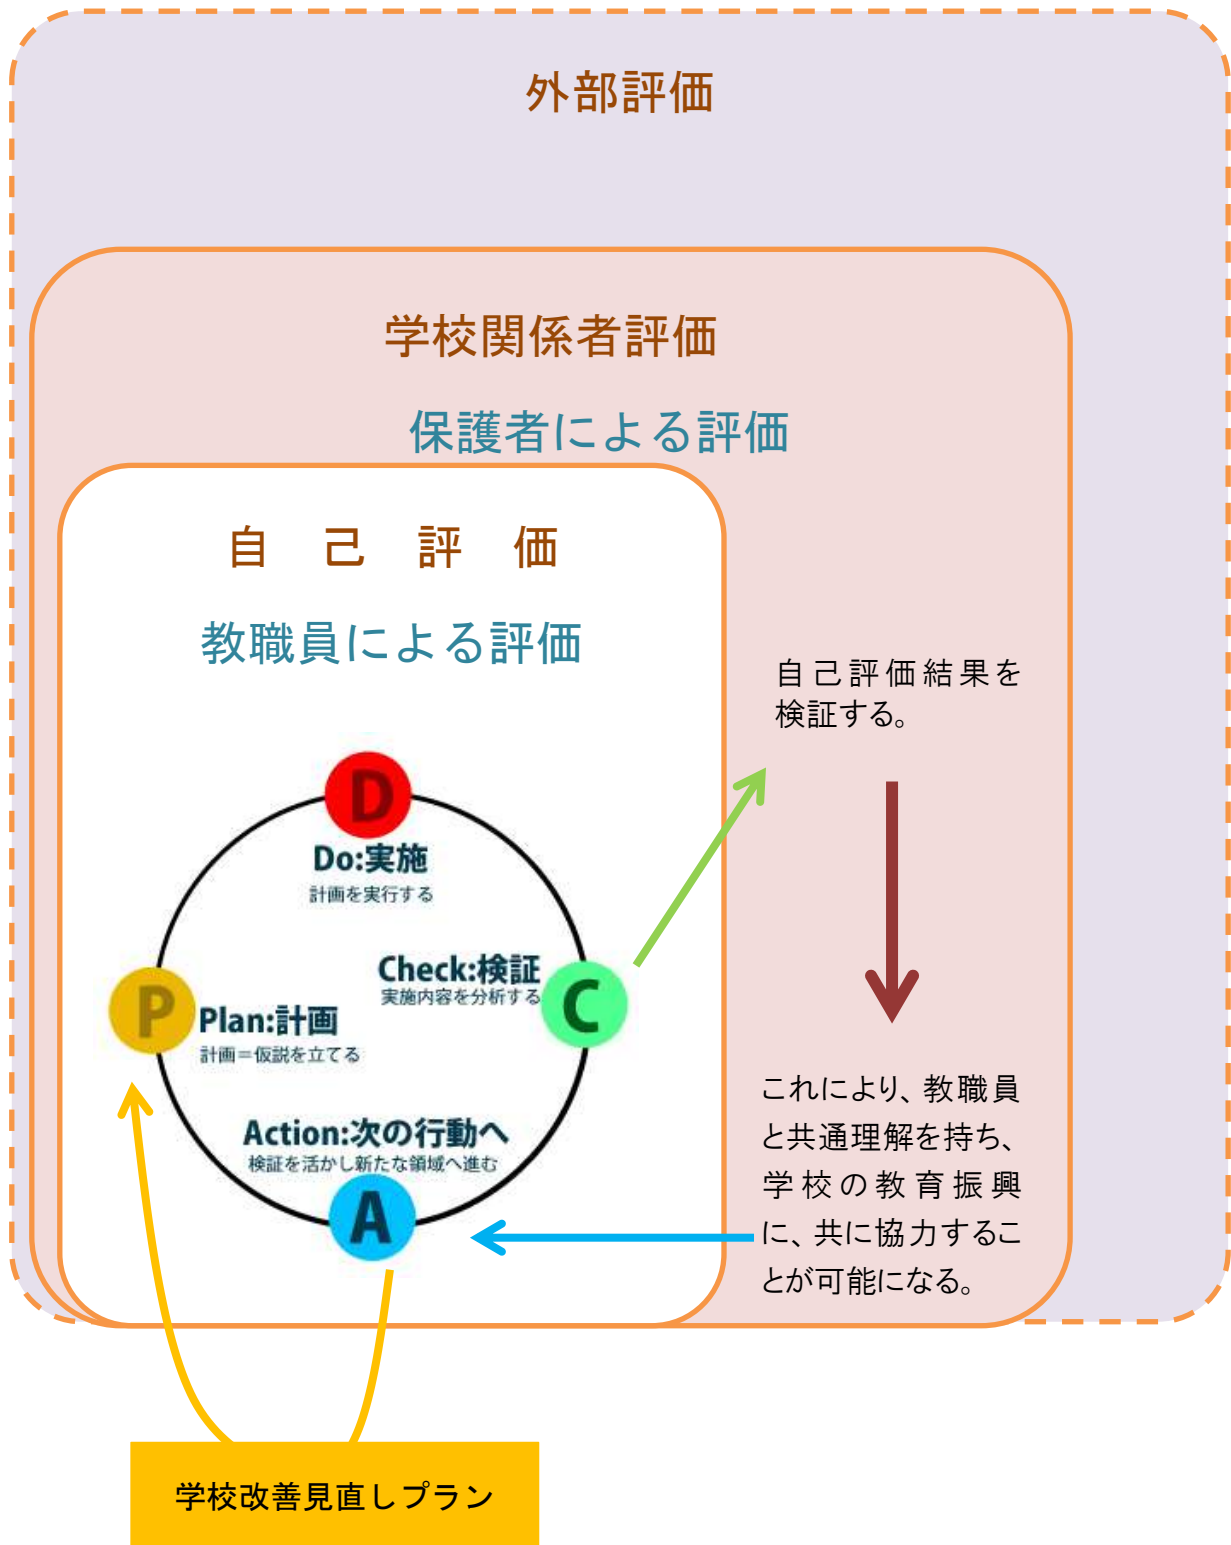 外部評価
学校関係者評価
保護者による評価
自己評価
教職員による評価
自己評価結果を
検証する。
D
Do:実施
計画を実行する
Check:検証
実施内容を分析する
C
P
Plan:計画
計画=仮説を立てる
Action:次の行動へ
検証を活かし新たな領域へ進む
A
これにより、教職員
と共通理解を持ち、
学校の教育振興
に、共に協力するこ
とが可能になる。
学校改善見直しプラン